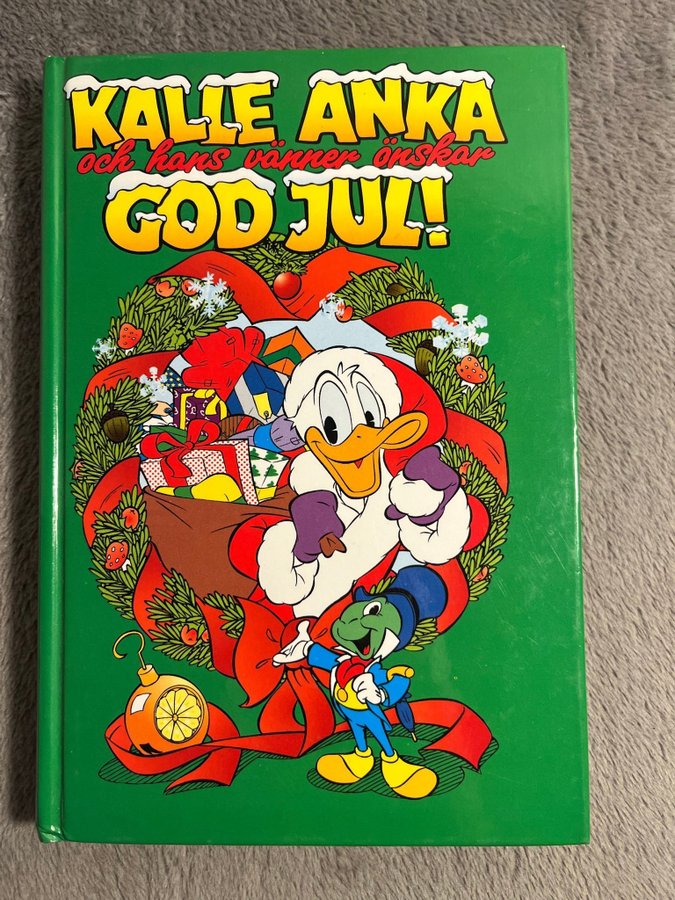 KALLE ANKA
och hans vänner önskar
GOD JUL!